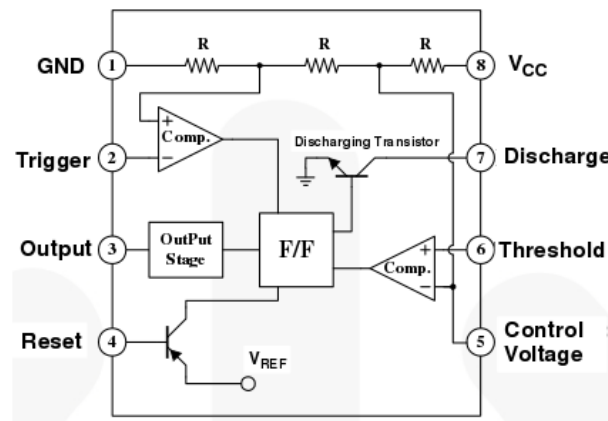 R R R
GND 1 8 VCC
+
Comp.
−
Discharging Transistor
Trigger 2 7 Discharge
Output 3 OutPut
Stage
F/F
+
Comp.
−
6 Threshold
Reset 4 VREF
5 Control
Voltage